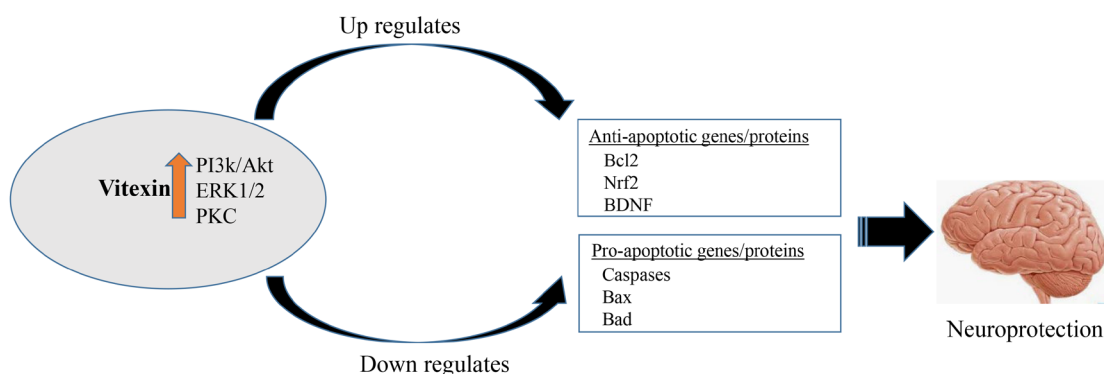 Up regulates
Vitexin
PI3k/Akt
ERK1/2
PKC
Anti-apoptotic genes/proteins
Bcl2
Nrf2
BDNF
Pro-apoptotic genes/proteins
Caspases
Bax
Bad
Neuroprotection
Down regulates